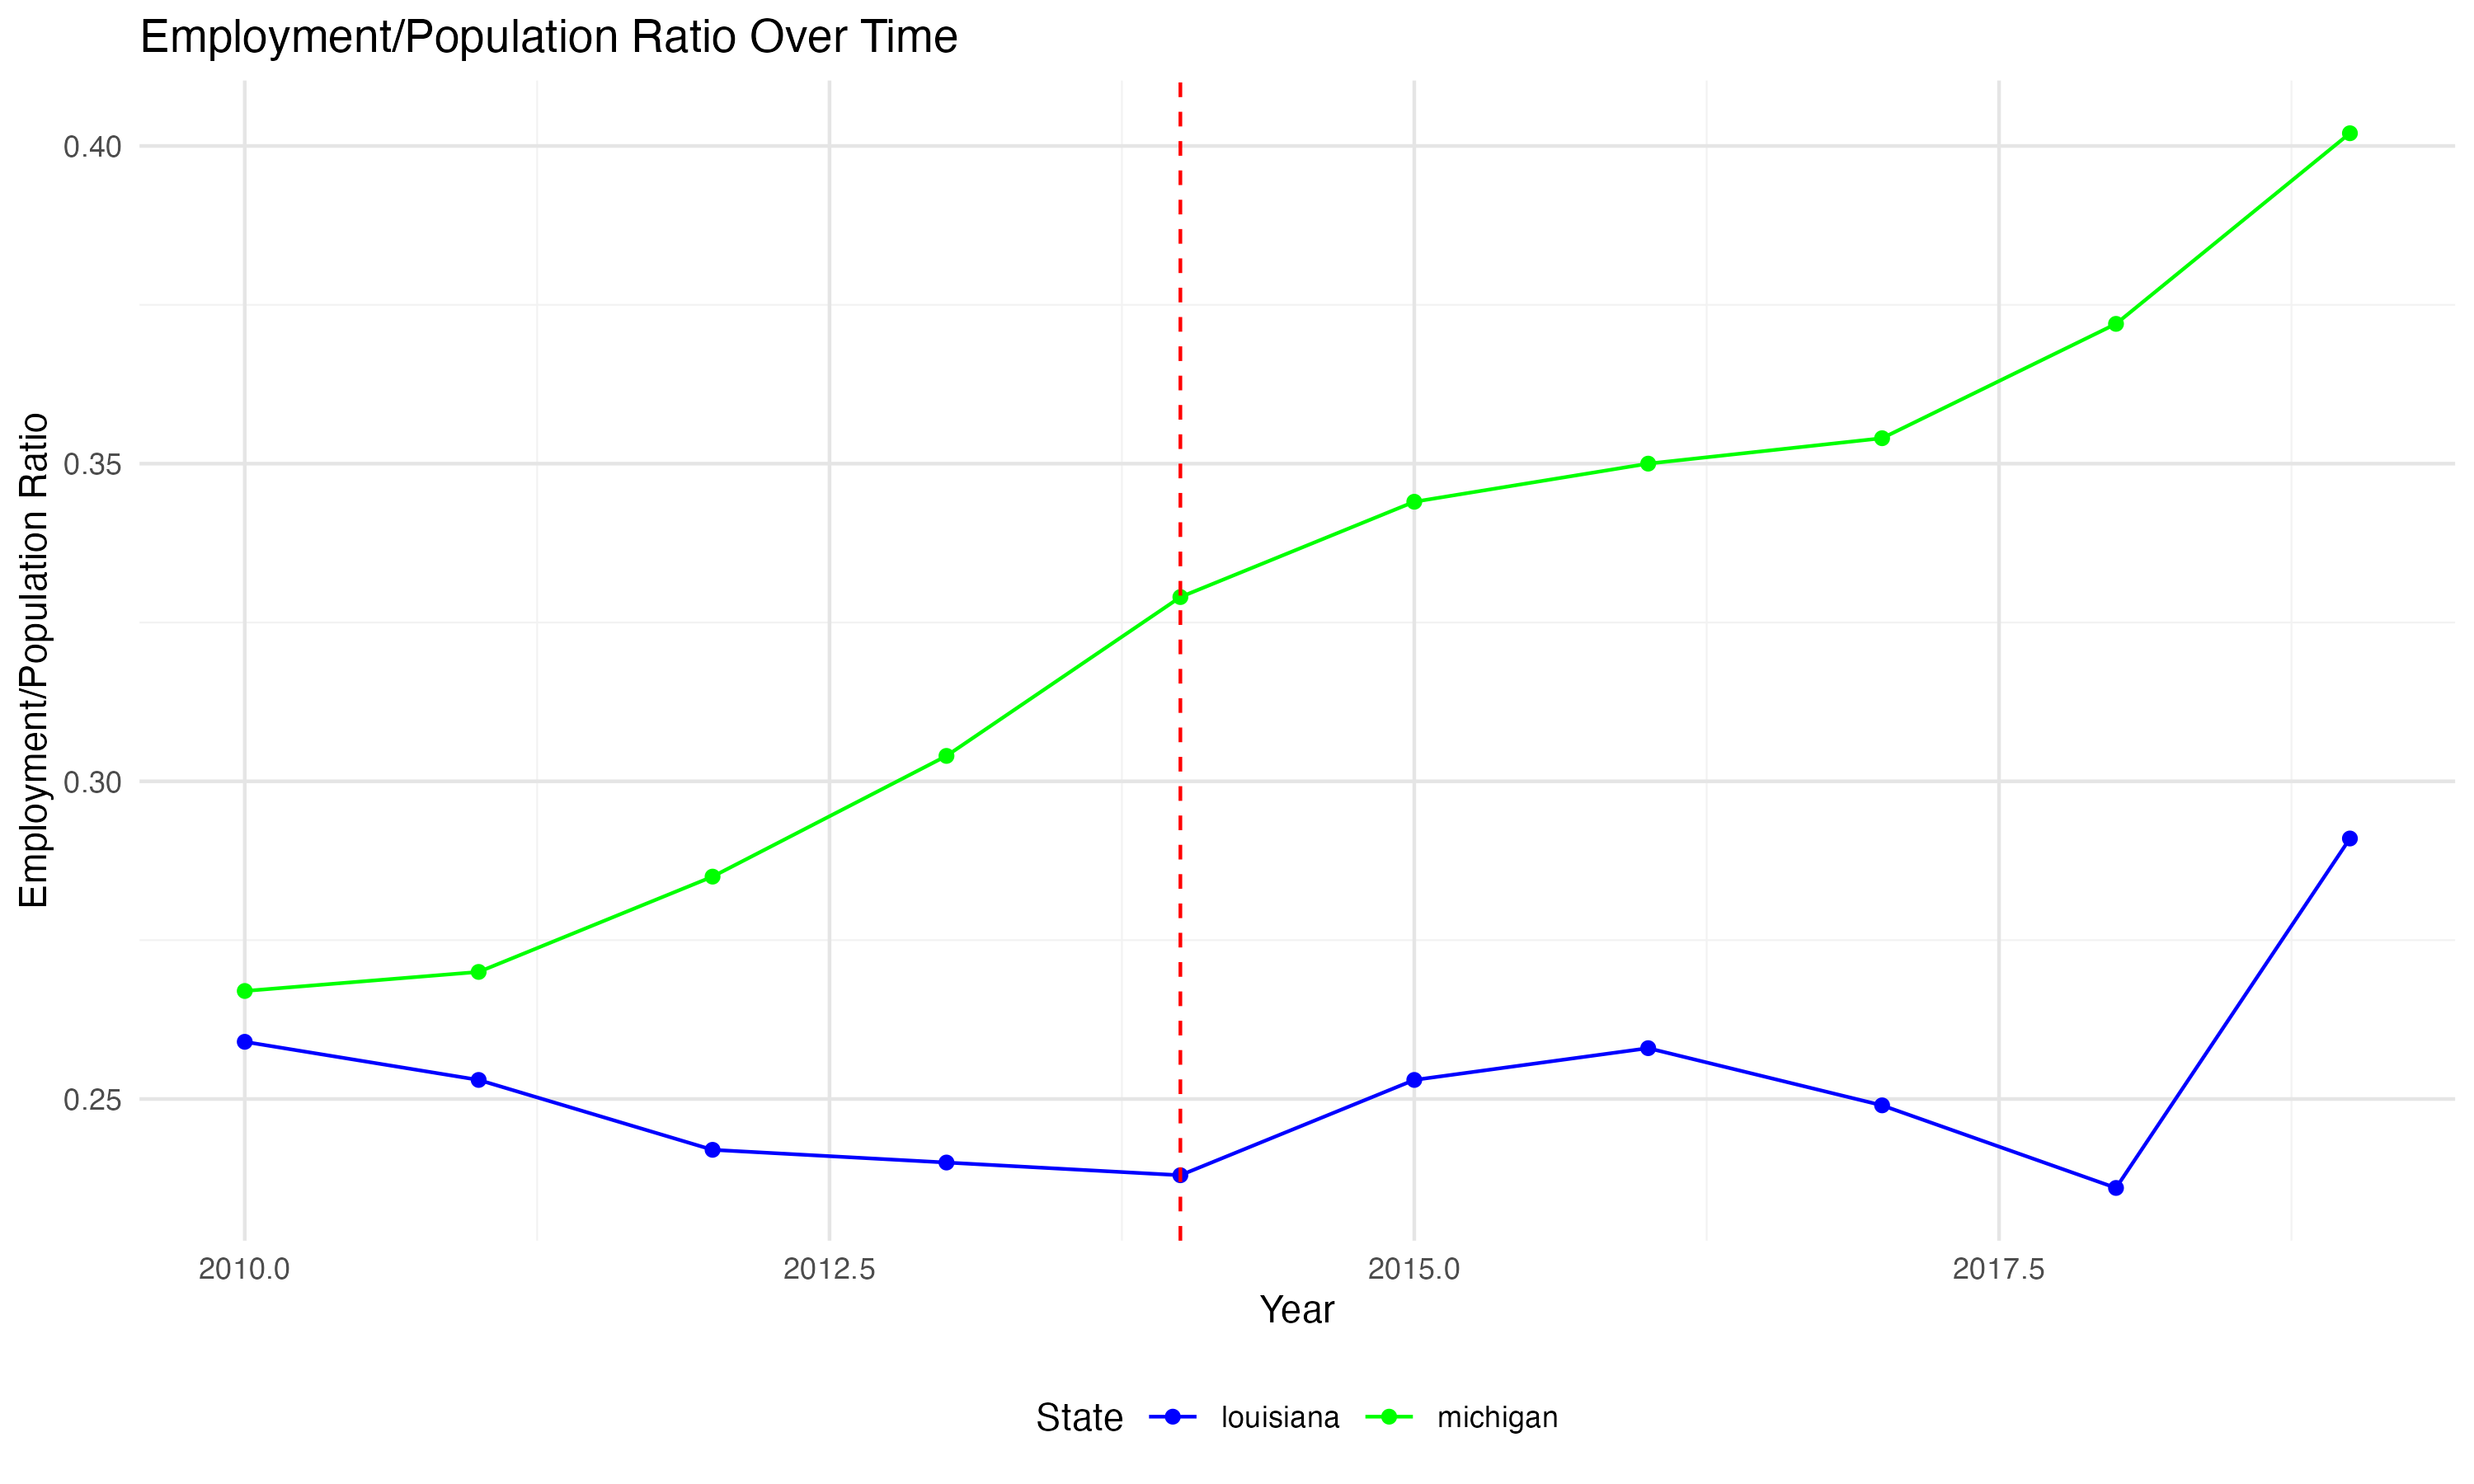 Employment/Population Ratio Over Time
Employment/Population Ratio
0.40
0.35
0.30
0.25
2010.0 2012.5 2015.0 2017.5
Year
State louisiana michigan